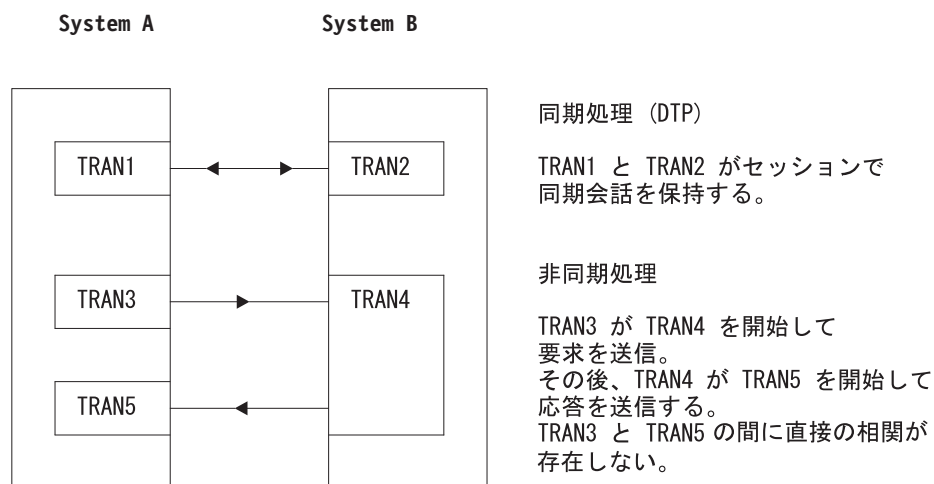 System A
System B
TRAN1
TRAN2
TRAN3
TRAN4
TRAN5
同期処理 (DTP)
TRAN1 と TRAN2 がセッションで
同期会話を保持する。
非同期処理
TRAN3 が TRAN4 を開始して
要求を送信。
その後、TRAN4 が TRAN5 を開始して
応答を送信する。
TRAN3 と TRAN5 の間に直接の相関が
存在しない。